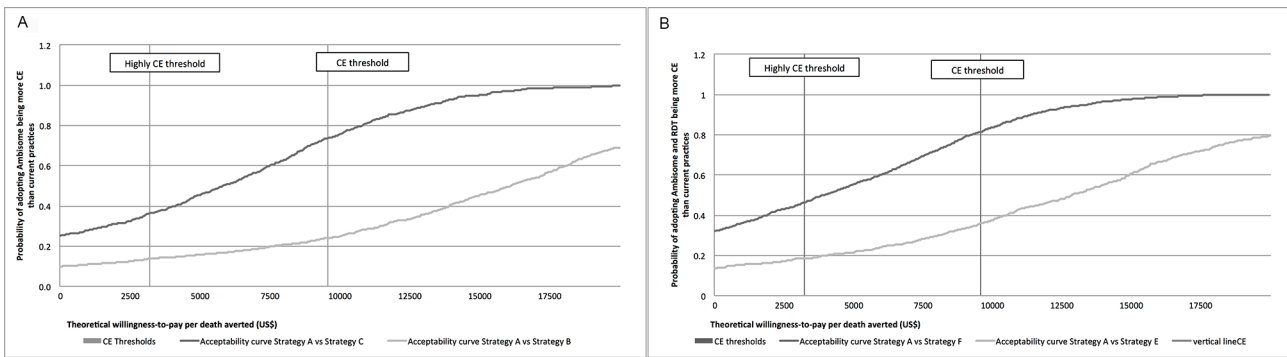 A
Probability of adopting Ambisome being more CE
than current practices
1.2
1.0
0.8
0.6
0.4
0.2
0.0
Highly CE threshold
CE threshold
0
2500
5000
7500
10000
12500
15000
17500
Theoretical willingness-to-pay per death averted (US$)
CE Thresholds
Acceptability curve Strategy A vs Strategy C
Acceptability curve Strategy A vs Strategy B
B
Probability of adopting Ambisome and RDT being more CE
than current practices
1.2
1
0.8
0.6
0.4
0.2
0
Highly CE threshold
CE threshold
0
2500
5000
7500
10000
12500
15000
17500
Theoretical willingness-to-pay per death averted (US$)
CE thresholds
Acceptability curve Strategy A vs Strategy F
Acceptability curve Strategy A vs Strategy E
vertical lineCE